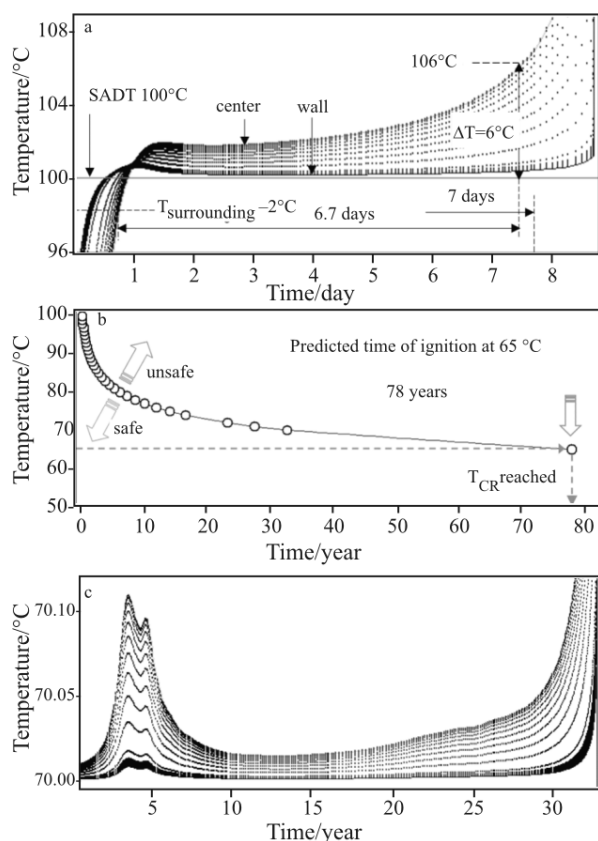 a
108
106°C
SADT 100°C
center
wall
104
ΔT=6°C
100
7 days
Tsurrounding –2°C
6.7 days
96
Temperature/°C
1 2 3 4 5 6 7 8
Time/day
b
100
Predicted time of ignition at 65 °C
90
unsafe
78 years
80
safe
70
60
TCR reached
50
Temperature/°C
0 10 20 30 40 50 60 70 80
Time/year
c
70.10
70.05
70.00
Temperature/°C
5 10 15 20 25 30
Time/year